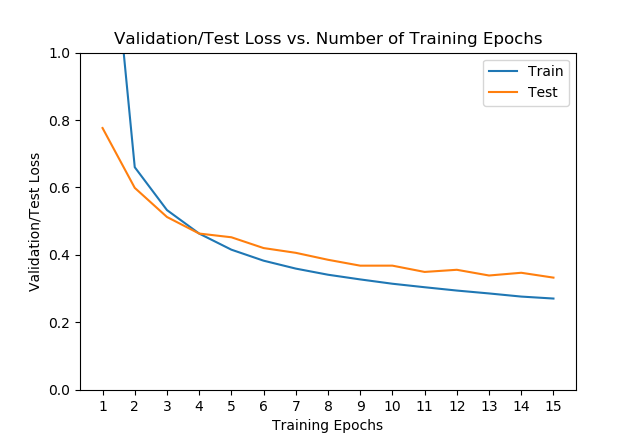 Validation/Test Loss vs. Number of Training Epochs
1.0
0.8
0.6
0.4
0.2
0.0
Validation/Test Loss
Train
Test
1 2 3 4 5 6 7 8 9 10 11 12 13 14 15
Training Epochs